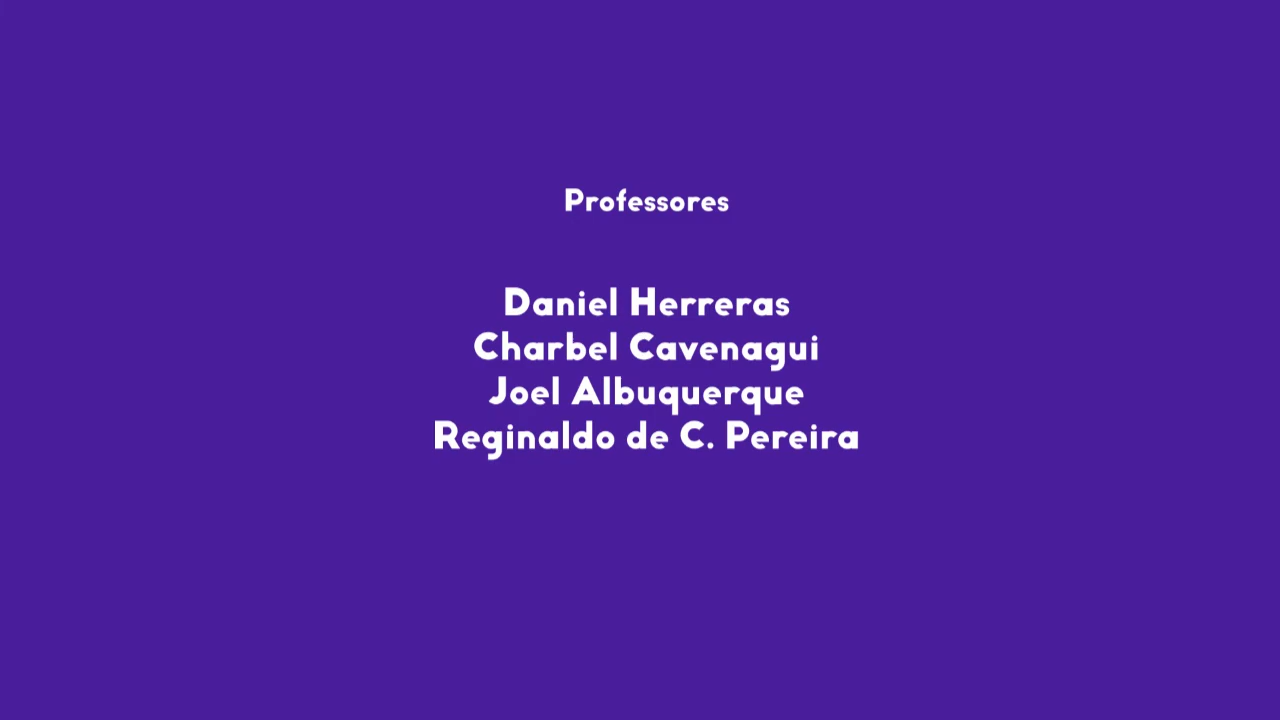 Professores
Daniel Herreras
Charbel Cavenagui
Joel Albuquerque
Reginaldo de C. Pereira